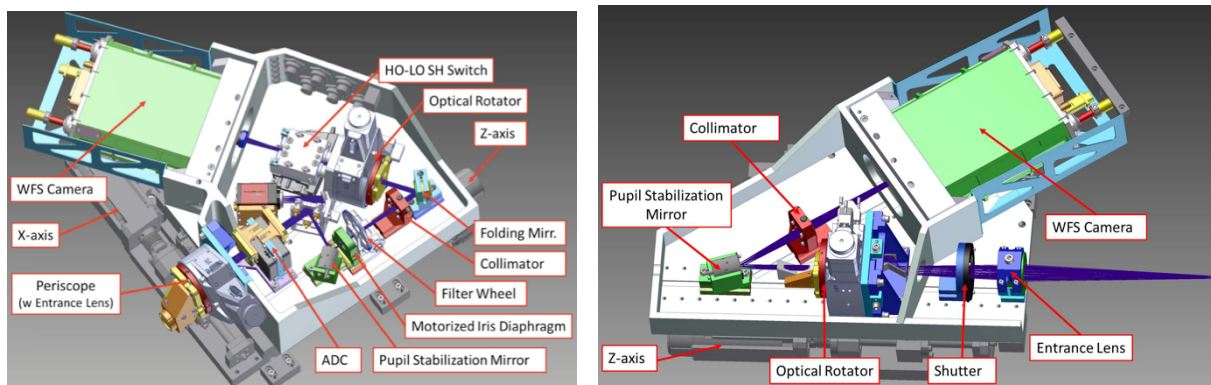 HO-LO SH Switch
Optical Rotator
Z-axis
WFS Camera
X-axis
Periscope
(w Entrance Lens)
Folding Mirr.
Collimator
Filter Wheel
Motorized Iris Diaphragm
ADC
Pupil Stabilization Mirror
Collimator
Pupil Stabilization
Mirror
WFS Camera
Z-axis
Optical Rotator
Shutter
Entrance Lens